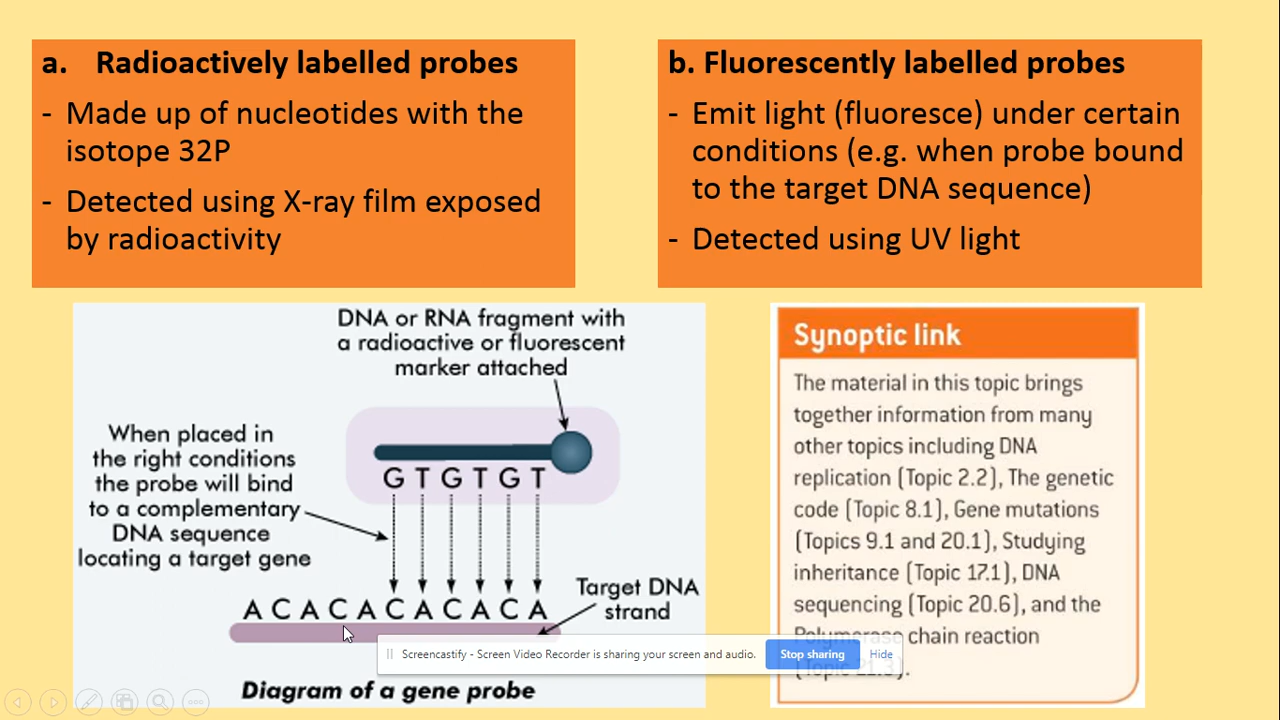 a. Radioactively labelled probes
- Made up of nucleotides with the
isotope 32P
- Detected using X-ray film exposed
by radioactivity
b. Fluorescently labelled probes
- Emit light (fluoresce) under certain
conditions (e.g. when probe bound
to the target DNA sequence)
- Detected using UV light
DNA or RNA fragment with
a radioactive or fluorescent
marker attached
When placed in
the right conditions
the probe will bind
to a complementary
DNA sequence
locating a target gene
G T G T G T
A C A C A C A C A C A
Target DNA
strand
Diagram of a gene probe
Synoptic link
The material in this topic brings
together information from many
other topics including DNA
replication (Topic 2.2), The genetic
code (Topic 8.1), Gene mutations
(Topics 9.1 and 20.1), Studying
inheritance (Topic 17.1), DNA
sequencing (Topic 20.6), and the
Polymerase chain reaction
(Topic 21.3).
Screencastify - Screen Video Recorder is sharing your screen and audio.
Stop sharing
Hide